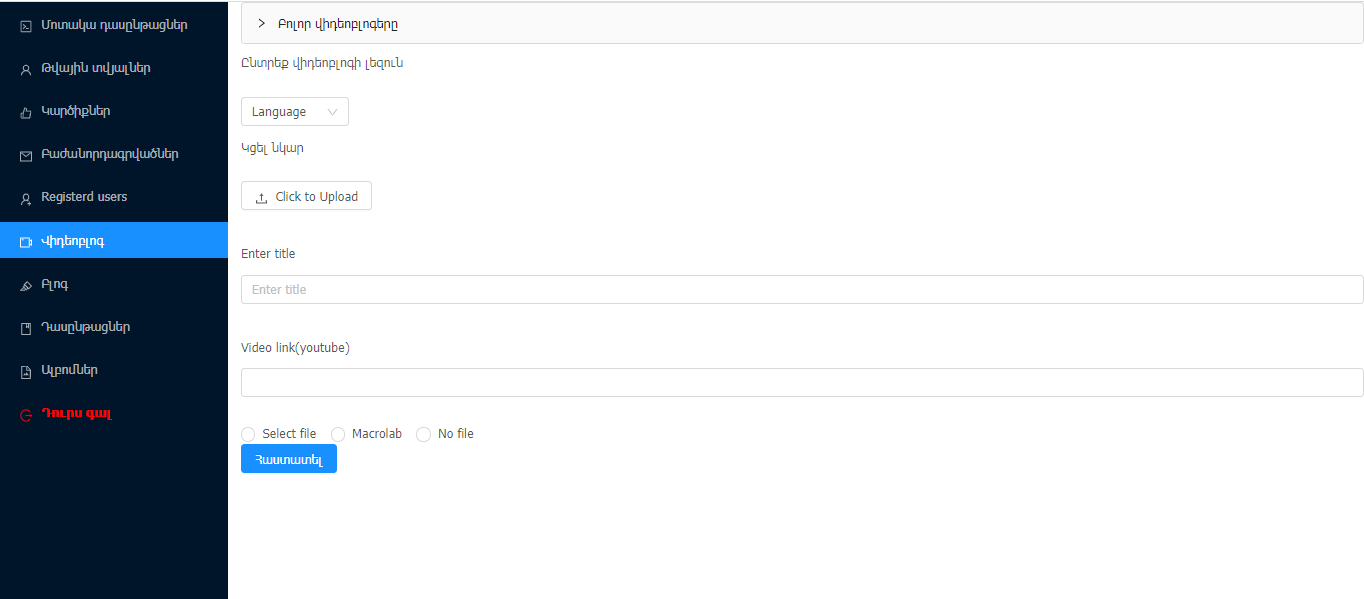 Մոտակա դասընթացներ
Թվային տվյալներ
Կարծիքներ
Բաժանորդագրվածներ
Registerd users
Վիդեոբլոգ
Բլոգ
Դասընթացներ
Ալբոմներ
Դուրս գալ
Բոլոր վիդեոբլոգերը
Ընտրեք վիդեոբլոգի լեզուն
Language
Կցել նկար
Click to Upload
Enter title
Enter title
Video link(youtube)
Select file Macrolab No file
Հաստատել